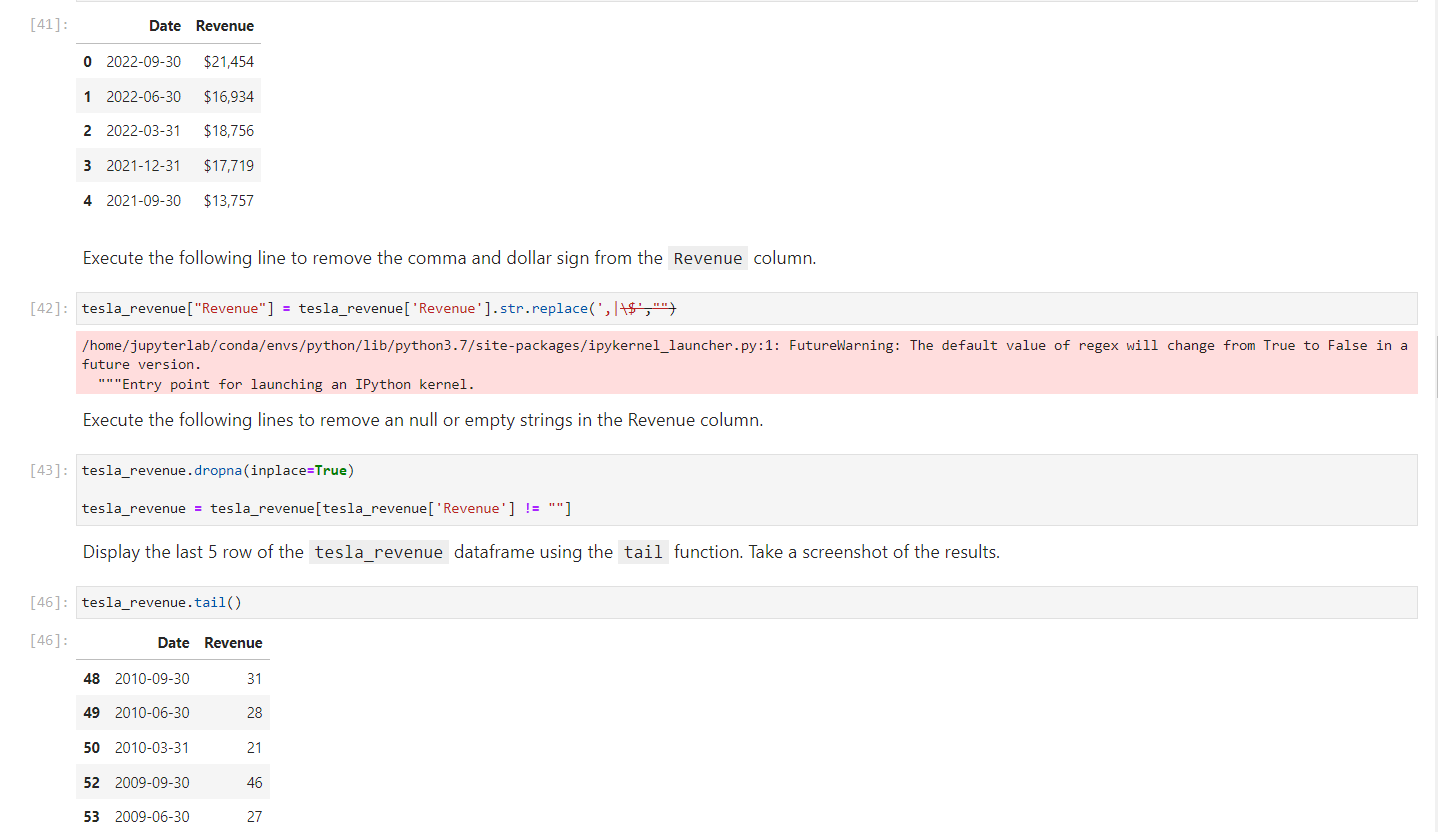 [41]:
Date Revenue
0 2022-09-30 $21,454
1 2022-06-30 $16,934
2 2022-03-31 $18,756
3 2021-12-31 $17,719
4 2021-09-30 $13,757
Execute the following line to remove the comma and dollar sign from the Revenue column.
[42]: tesla_revenue["Revenue"] = tesla_revenue['Revenue'].str.replace(',|\$',"")
/home/jupyterlab/conda/envs/python/lib/python3.7/site-packages/ipykernel_launcher.py:1: FutureWarning: The default value of regex will change from True to False in a
future version.
"""Entry point for launching an IPython kernel.
Execute the following lines to remove an null or empty strings in the Revenue column.
[43]: tesla_revenue.dropna(inplace=True)
tesla_revenue = tesla_revenue[tesla_revenue['Revenue'] != ""]
Display the last 5 row of the tesla_revenue dataframe using the tail function. Take a screenshot of the results.
[46]: tesla_revenue.tail()
[46]:
Date Revenue
48 2010-09-30 31
49 2010-06-30 28
50 2010-03-31 21
52 2009-09-30 46
53 2009-06-30 27